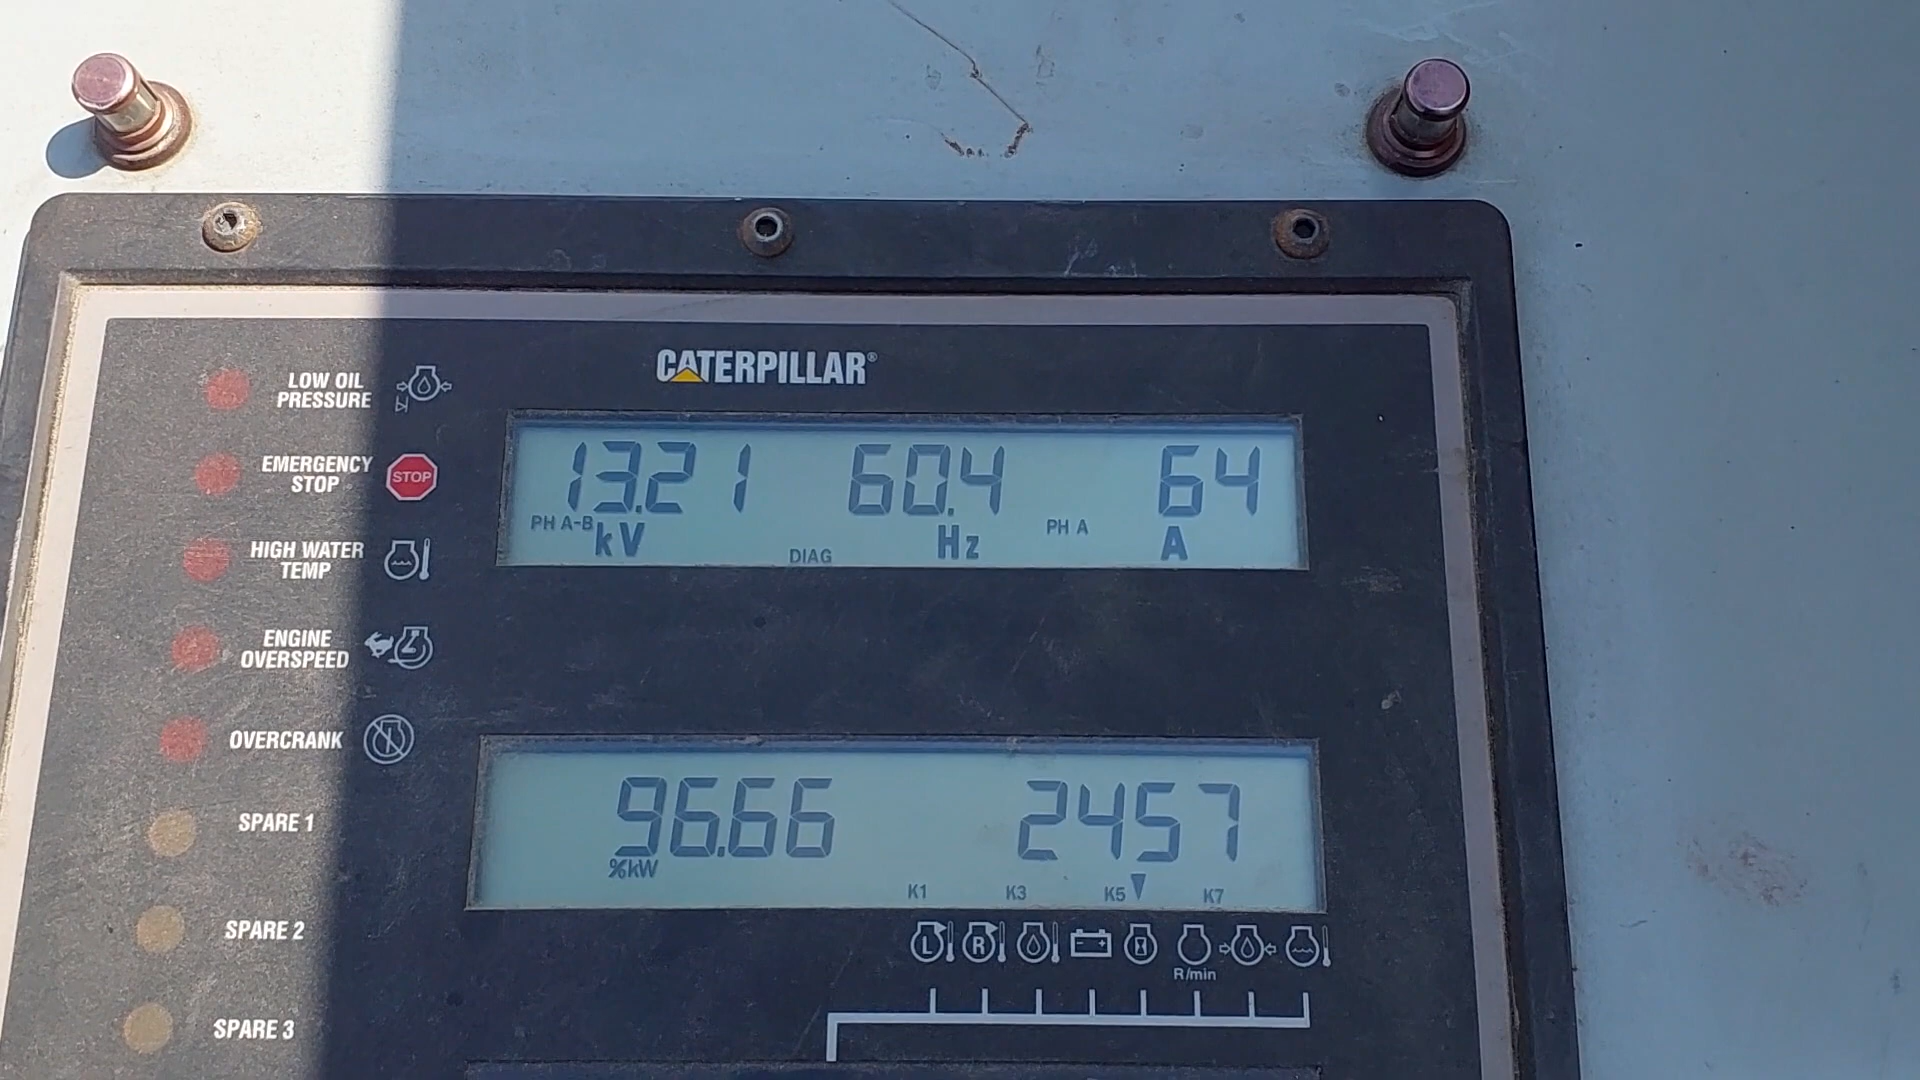 CATERPILLAR®
LOW OIL
PRESSURE
EMERGENCY
STOP
STOP
HIGH WATER
TEMP
ENGINE
OVERSPEED
OVERCRANK
SPARE 1
SPARE 2
SPARE 3
13.21 60.4 64
PH A-B kV DIAG Hz PH A A
96.66 2457
%kW K1 K3 K5 K7
L R
R/min